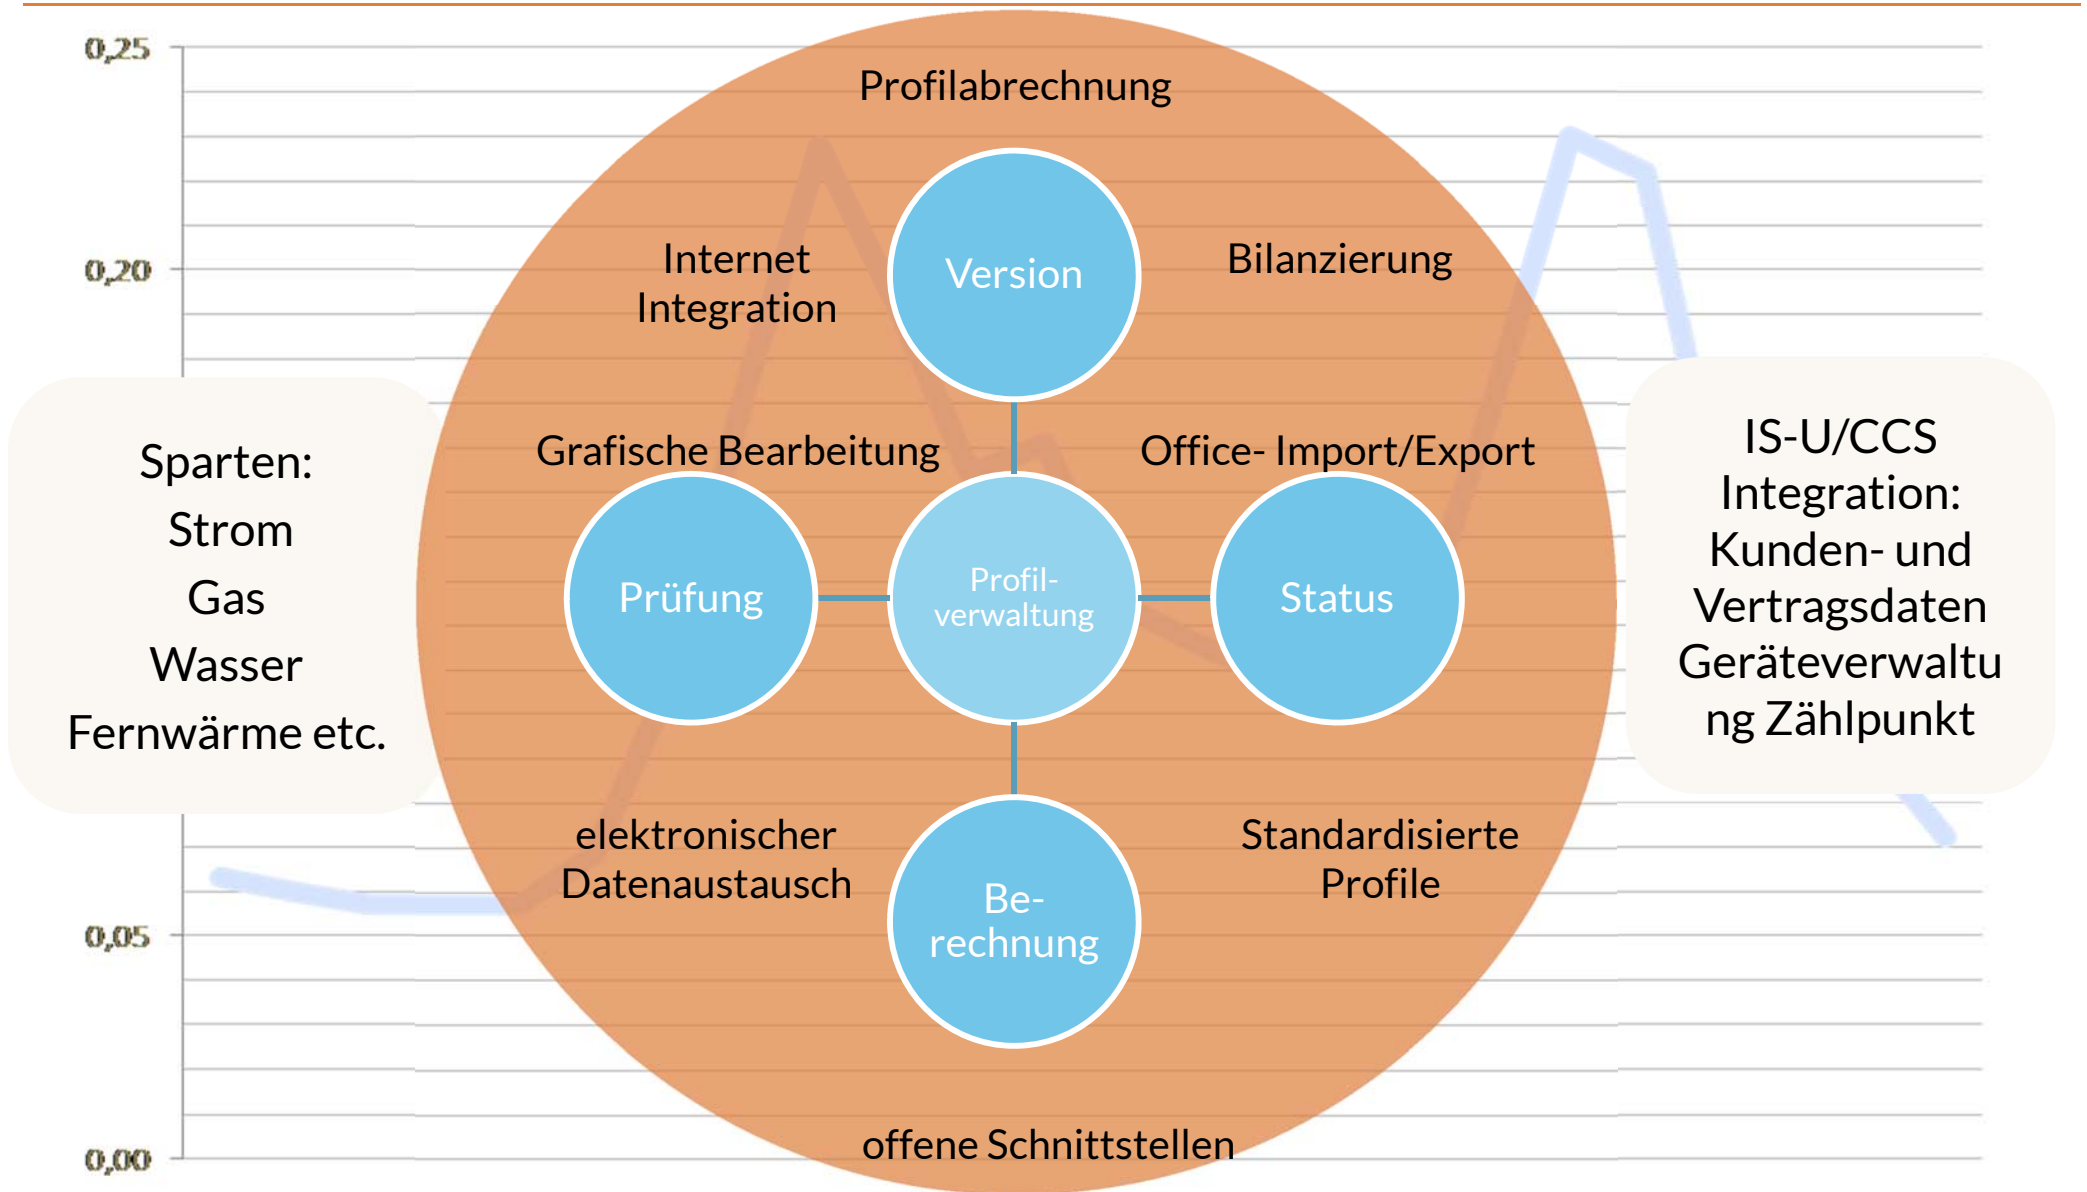 0,25
0,20
0,05
0,00
Profilabrechnung
Internet
Integration
Version
Bilanzierung
Grafische Bearbeitung
Office- Import/Export
Sparten:
Strom
Gas
Wasser
Fernwärme etc.
Prüfung
Profil-
verwaltung
Status
IS-U/CCS
Integration:
Kunden- und
Vertragsdaten
Geräteverwaltu
ng Zählpunkt
elektronischer
Datenaustausch
Be-
rechnung
Standardisierte
Profile
offene Schnittstellen